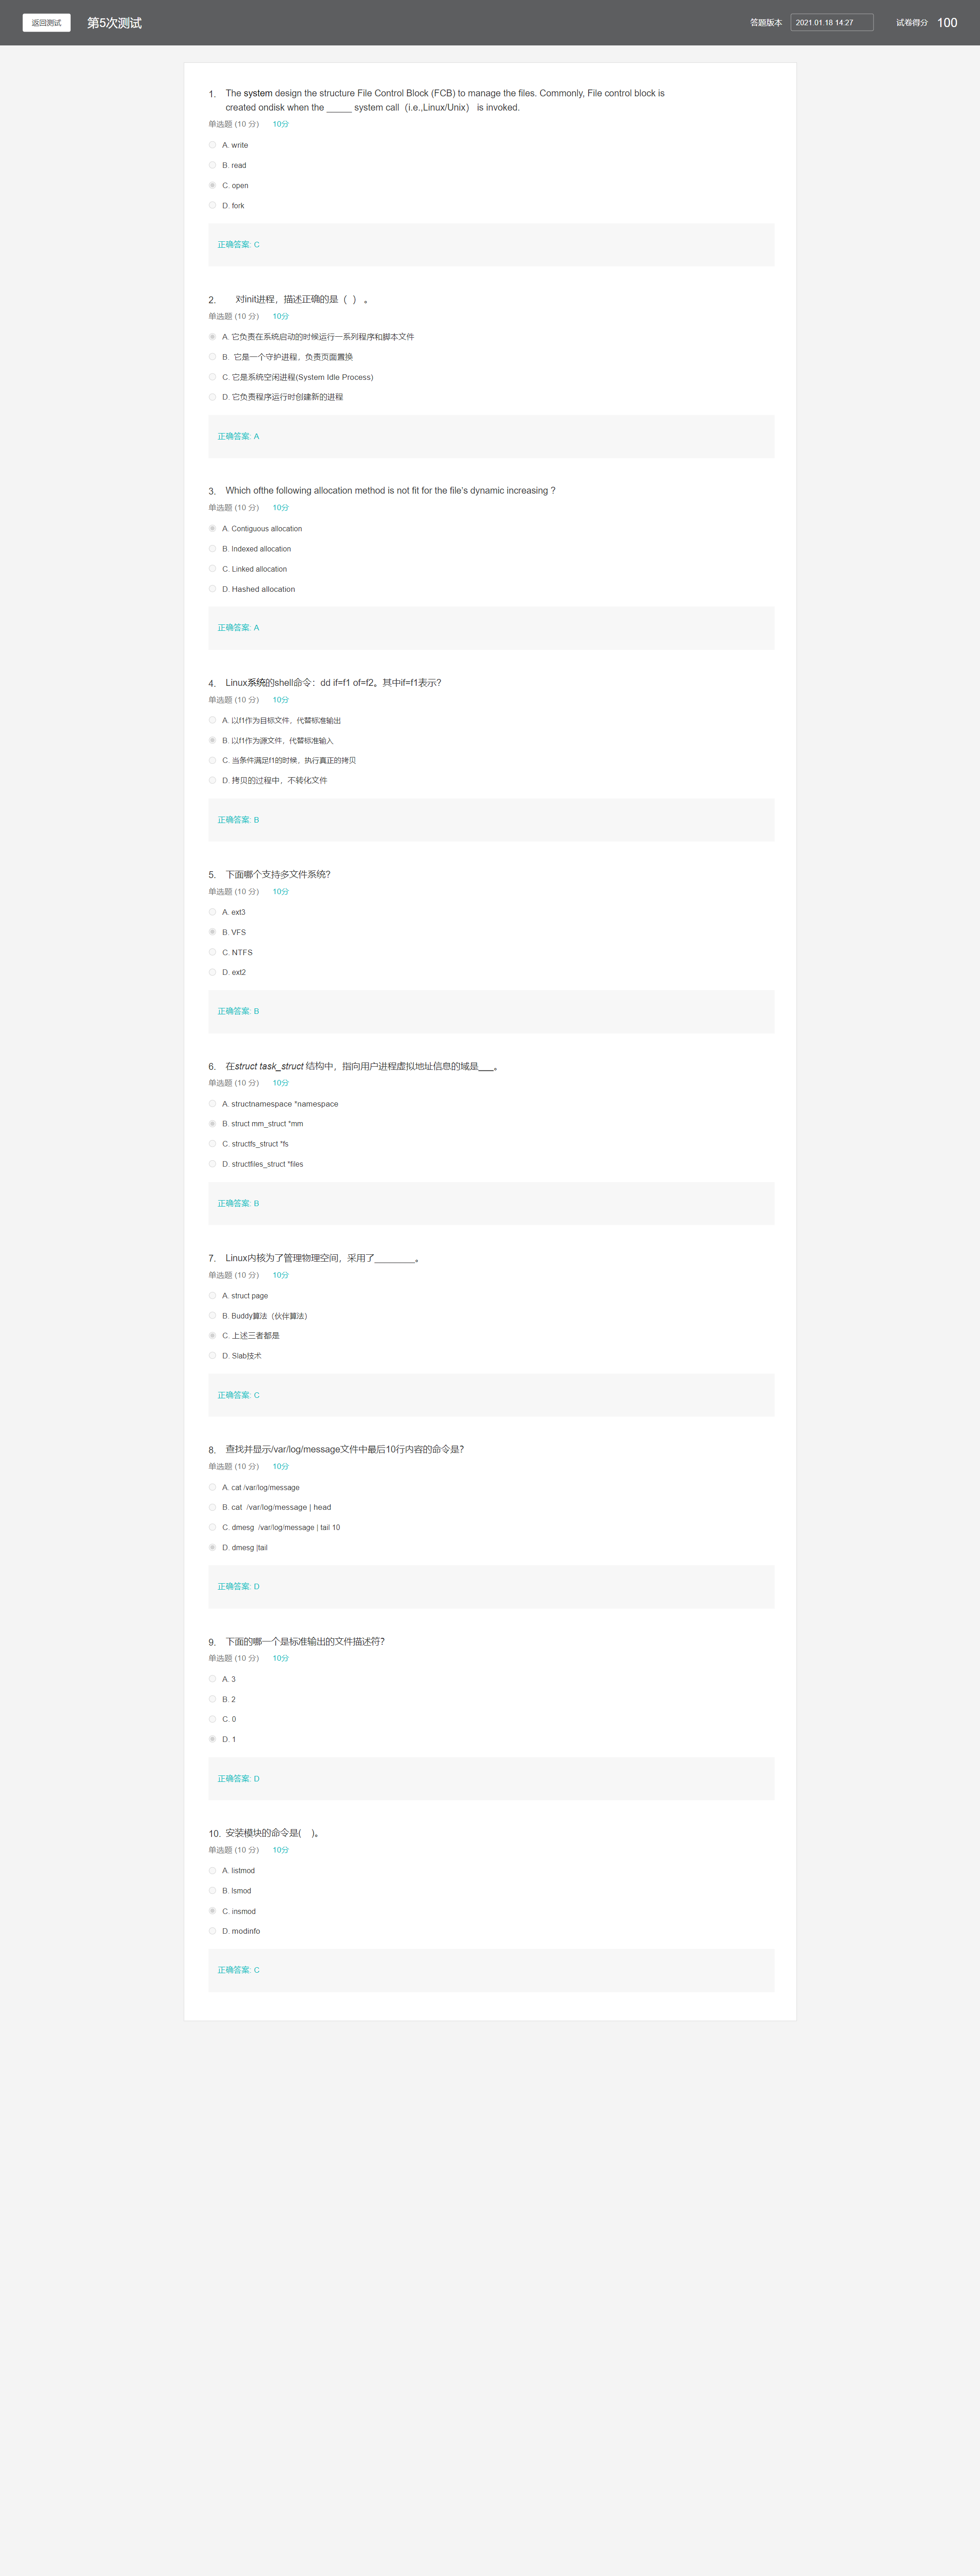 返回测试 第5次测试 答题版本 2021.01.18 14:27 试卷得分 100
1. The system design the structure File Control Block (FCB) to manage the files. Commonly, File control block is
created ondisk when the _____ system call（i.e.,Linux/Unix） is invoked.
单选题 (10 分) 10分
A. write
B. read
C. open
D. fork
正确答案: C
2. 对init进程，描述正确的是（ ） 。
单选题 (10 分) 10分
A. 它负责在系统启动的时候运行一系列程序和脚本文件
B. 它是一个守护进程，负责页面置换
C. 它是系统空闲进程(System Idle Process)
D. 它负责程序运行时创建新的进程
正确答案: A
3. Which ofthe following allocation method is not fit for the file's dynamic increasing ?
单选题 (10 分) 10分
A. Contiguous allocation
B. Indexed allocation
C. Linked allocation
D. Hashed allocation
正确答案: A
4. Linux系统的shell命令：dd if=f1 of=f2。其中if=f1表示?
单选题 (10 分) 10分
A. 以f1作为目标文件，代替标准输出
B. 以f1作为源文件，代替标准输入
C. 当条件满足f1的时候，执行真正的拷贝
D. 拷贝的过程中，不转化文件
正确答案: B
5. 下面哪个支持多文件系统?
单选题 (10 分) 10分
A. ext3
B. VFS
C. NTFS
D. ext2
正确答案: B
6. 在struct task_struct 结构中，指向用户进程虚拟地址信息的域是___。
单选题 (10 分) 10分
A. structnamespace *namespace
B. struct mm_struct *mm
C. structfs_struct *fs
D. structfiles_struct *files
正确答案: B
7. Linux内核为了管理物理空间，采用了________。
单选题 (10 分) 10分
A. struct page
B. Buddy算法（伙伴算法）
C. 上述三者都是
D. Slab技术
正确答案: C
8. 查找并显示/var/log/message文件中最后10行内容的命令是?
单选题 (10 分) 10分
A. cat /var/log/message
B. cat /var/log/message | head
C. dmesg /var/log/message | tail 10
D. dmesg |tail
正确答案: D
9. 下面的哪一个是标准输出的文件描述符?
单选题 (10 分) 10分
A. 3
B. 2
C. 0
D. 1
正确答案: D
10. 安装模块的命令是( )。
单选题 (10 分) 10分
A. listmod
B. lsmod
C. insmod
D. modinfo
正确答案: C